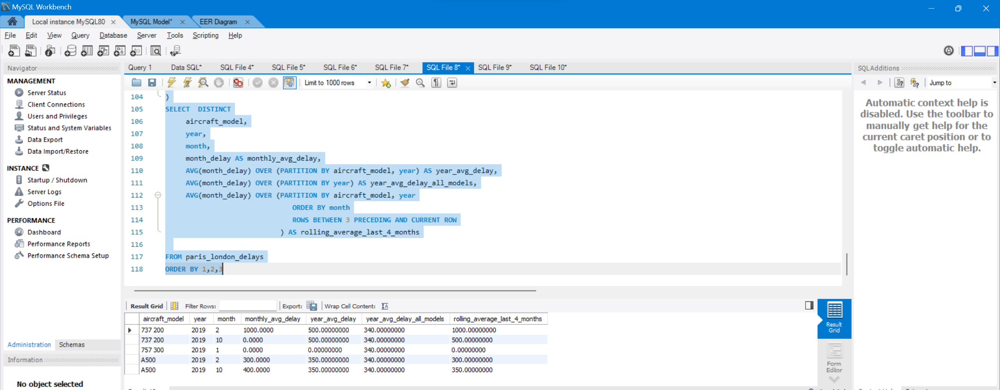 MySQL Workbench
Local instance MySQL80
MySQL Model*
EER Diagram
File Edit View Query Database Server Tools Scripting Help
Navigator
MANAGEMENT
Server Status
Client Connections
Users and Privileges
Status and System Variables
Data Export
Data Import/Restore
INSTANCE
Startup / Shutdown
Server Logs
Options File
PERFORMANCE
Dashboard
Performance Reports
Performance Schema Setup
Administration Schemas
Information
No object selected
Query 1 Data SQL* SQL File 4* SQL File 5* SQL File 6* SQL File 7* SQL File 8* SQL File 9* SQL File 10*
Limit to 1000 rows
104 )
105 SELECT DISTINCT
106 aircraft_model,
107 year,
108 month,
109 month_delay AS monthly_avg_delay,
110 AVG(month_delay) OVER (PARTITION BY aircraft_model, year) AS year_avg_delay,
111 AVG(month_delay) OVER (PARTITION BY year) AS year_avg_delay_all_models,
112 AVG(month_delay) OVER (PARTITION BY aircraft_model, year
113 ORDER BY month
114 ROWS BETWEEN 3 PRECEDING AND CURRENT ROW
115 ) AS rolling_average_last_4_months
116
117 FROM paris_london_delays
118 ORDER BY 1,2,3
Result Grid Filter Rows: Export: Wrap Cell Content:
aircraft_model year month monthly_avg_delay year_avg_delay year_avg_delay_all_models rolling_average_last_4_months
737 200 2019 2 1000.0000 500.00000000 340.00000000 1000.00000000
737 200 2019 10 0.0000 500.00000000 340.00000000 500.00000000
757 300 2019 1 0.0000 0.00000000 340.00000000 0.00000000
A500 2019 2 300.0000 350.00000000 340.00000000 300.00000000
A500 2019 10 400.0000 350.00000000 340.00000000 350.00000000
Result
Grid
Form
Editor
SQLAdditions
Jump to
Automatic context help is
disabled. Use the toolbar to
manually get help for the
current caret position or to
toggle automatic help.